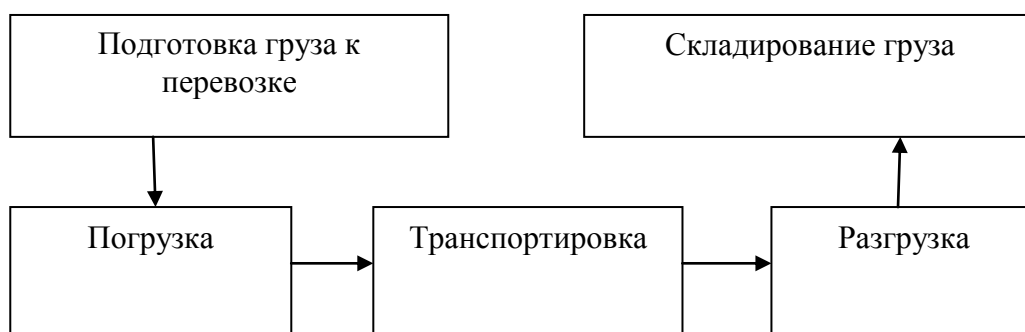 Подготовка груза к
перевозке
Складирование груза
Погрузка
Транспортировка
Разгрузка